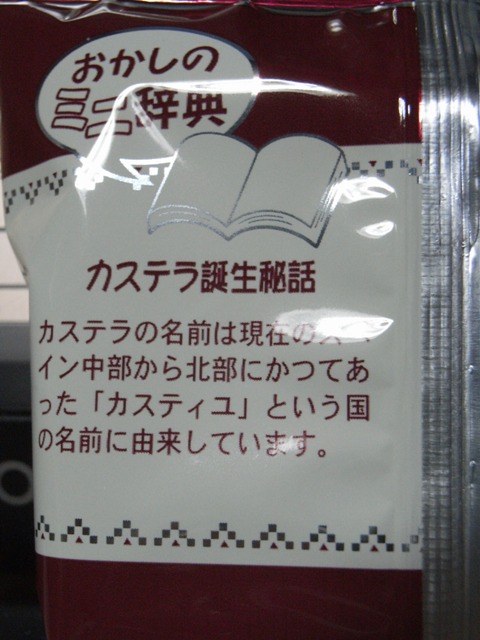 おかしの
ミニ辞典
カステラ誕生秘話
カステラの名前は現在のスペ
イン中部から北部にかつてあ
った「カスティユ」という国
の名前に由来しています。